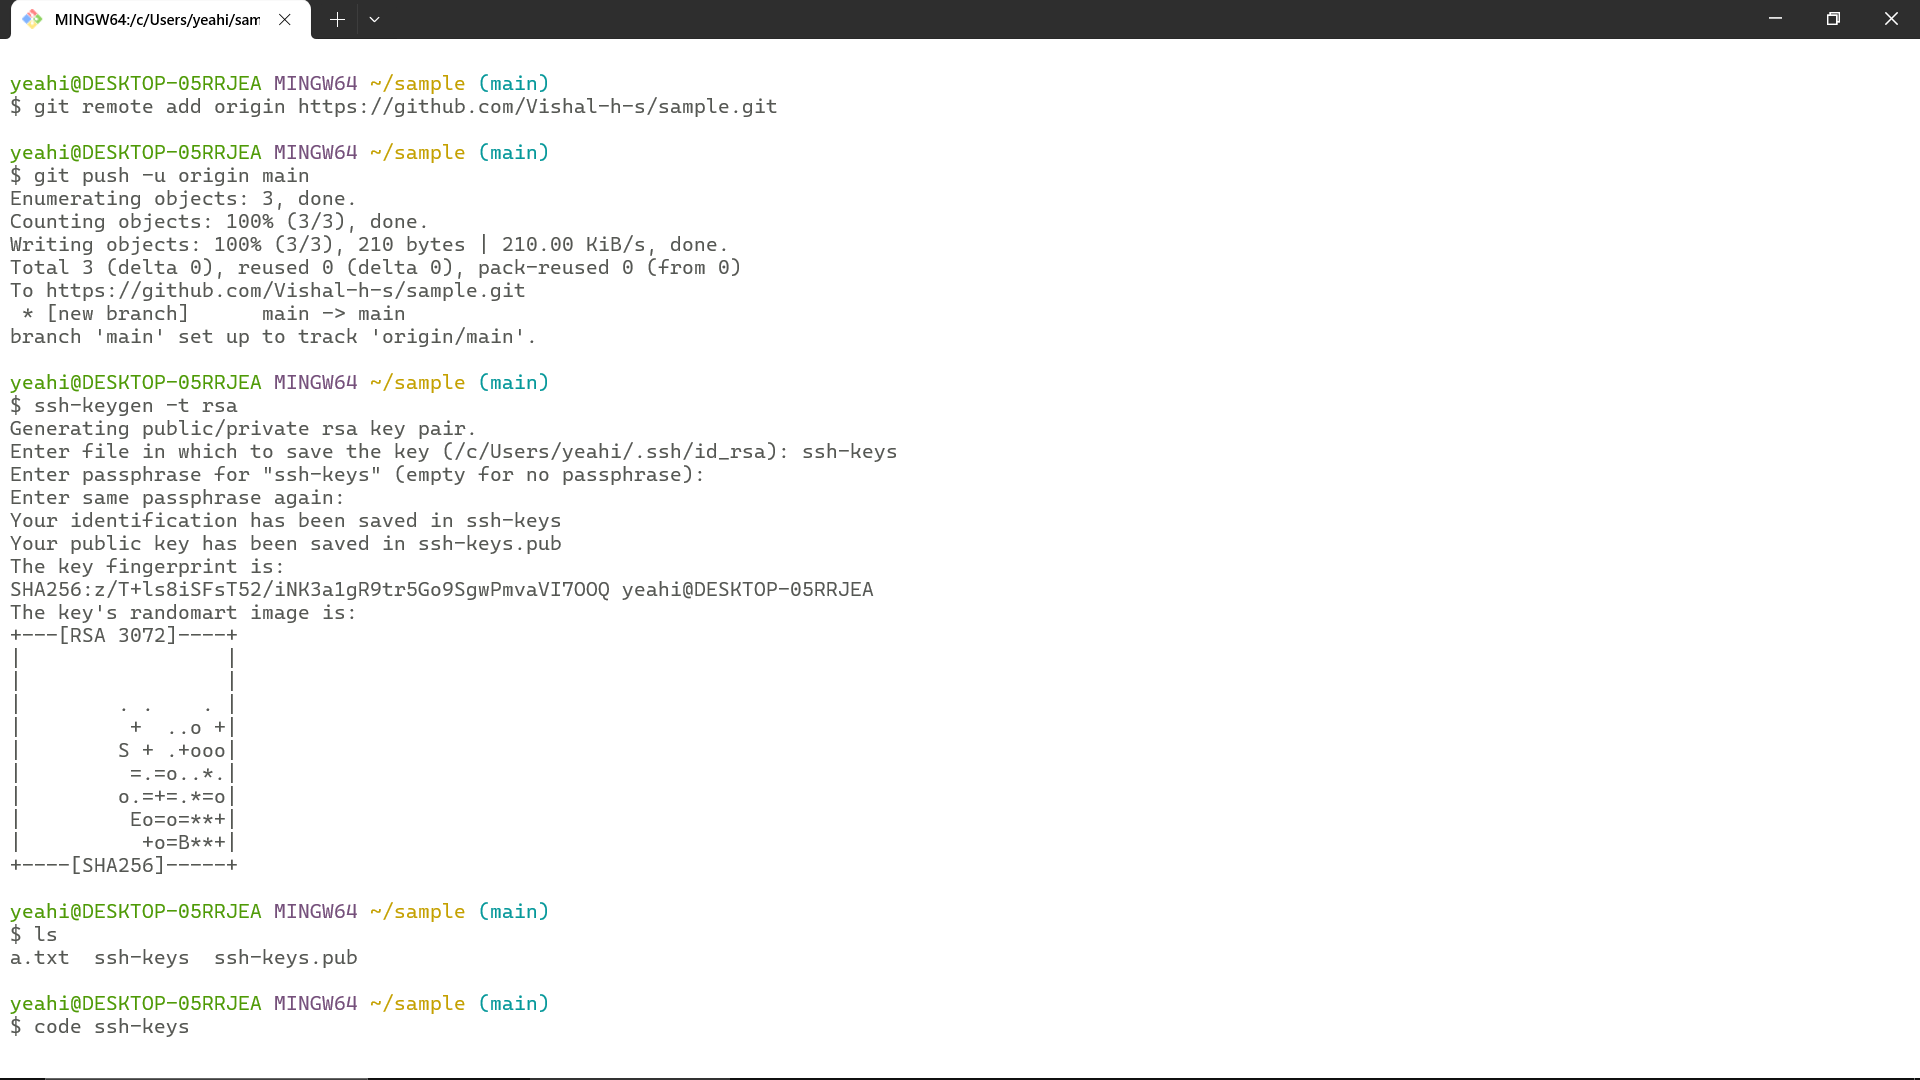 MINGW64:/c/Users/yeahi/sam
yeahi@DESKTOP-05RRJEA MINGW64 ~/sample (main)
$ git remote add origin https://github.com/Vishal-h-s/sample.git
yeahi@DESKTOP-05RRJEA MINGW64 ~/sample (main)
$ git push -u origin main
Enumerating objects: 3, done.
Counting objects: 100% (3/3), done.
Writing objects: 100% (3/3), 210 bytes | 210.00 KiB/s, done.
Total 3 (delta 0), reused 0 (delta 0), pack-reused 0 (from 0)
To https://github.com/Vishal-h-s/sample.git
 * [new branch]      main -> main
branch 'main' set up to track 'origin/main'.
yeahi@DESKTOP-05RRJEA MINGW64 ~/sample (main)
$ ssh-keygen -t rsa
Generating public/private rsa key pair.
Enter file in which to save the key (/c/Users/yeahi/.ssh/id_rsa): ssh-keys
Enter passphrase for "ssh-keys" (empty for no passphrase):
Enter same passphrase again:
Your identification has been saved in ssh-keys
Your public key has been saved in ssh-keys.pub
The key fingerprint is:
SHA256:z/T+ls8iSFsT52/iNK3a1gR9tr5Go9SgwPmvaVI7OOQ yeahi@DESKTOP-05RRJEA
The key's randomart image is:
+---[RSA 3072]----+
|                 |
|                 |
|        . .    . |
|         +  ..o +|
|        S + .+ooo|
|         =.=o..*.|
|        o.=+=.*=o|
|         Eo=o=**+|
|          +o=B**+|
+----[SHA256]-----+
yeahi@DESKTOP-05RRJEA MINGW64 ~/sample (main)
$ ls
a.txt  ssh-keys  ssh-keys.pub
yeahi@DESKTOP-05RRJEA MINGW64 ~/sample (main)
$ code ssh-keys